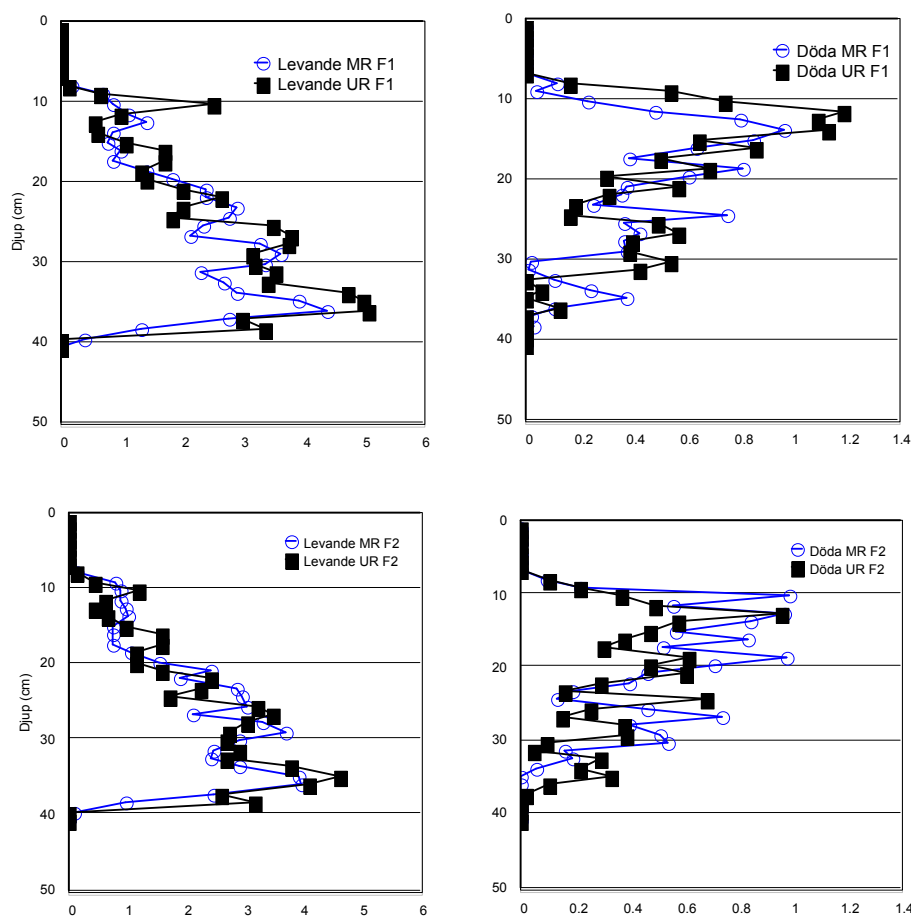 0
10
20
30
40
50
Djup (cm)
Levande MR F1
Levande UR F1
0 1 2 3 4 5 6
0
10
20
30
40
50
Döda MR F1
Döda UR F1
0 0.2 0.4 0.6 0.8 1 1.2 1.4
0
10
20
30
40
50
Djup (cm)
Levande MR F2
Levande UR F2
0 1 2 3 4 5 6
0
10
20
30
40
50
Döda MR F2
Döda UR F2
0 0.2 0.4 0.6 0.8 1 1.2 1.4